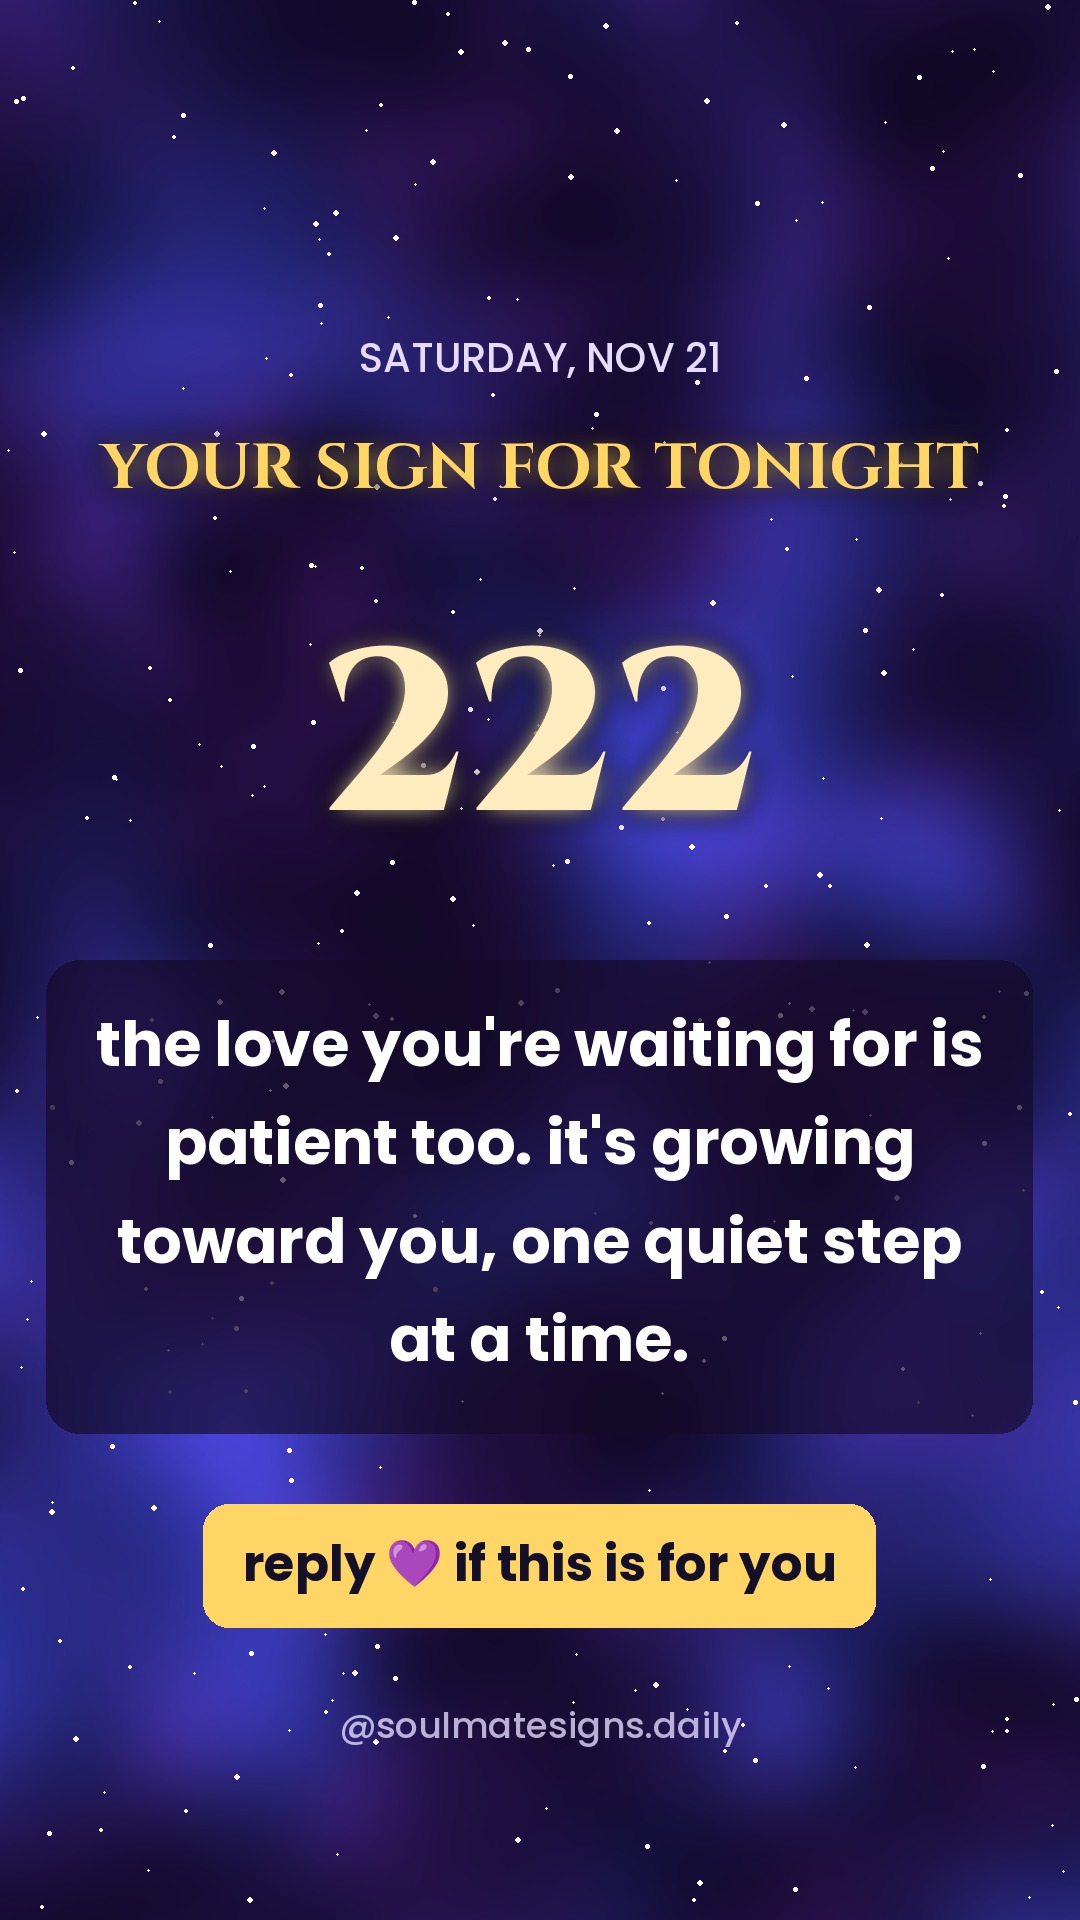 SATURDAY, NOV 21
YOUR SIGN FOR TONIGHT
222
the love you're waiting for is
patient too. it's growing
toward you, one quiet step
at a time.
reply 💜 if this is for you
@soulmatesigns.daily